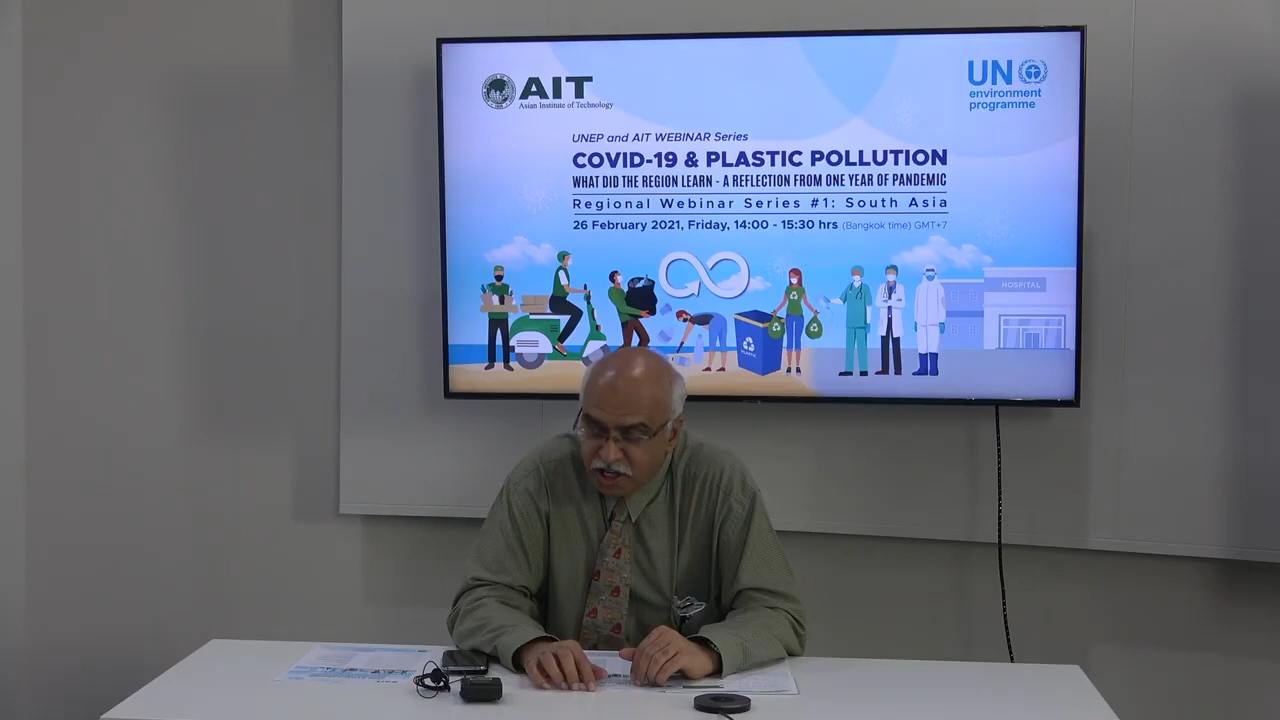 AIT
Asian Institute of Technology
UN
environment
programme
UNEP and AIT WEBINAR Series
COVID-19 & PLASTIC POLLUTION
WHAT DID THE REGION LEARN - A REFLECTION FROM ONE YEAR OF PANDEMIC
Regional Webinar Series #1: South Asia
26 February 2021, Friday, 14:00 - 15:30 hrs (Bangkok time) GMT+7
HOSPITAL
PLASTIC